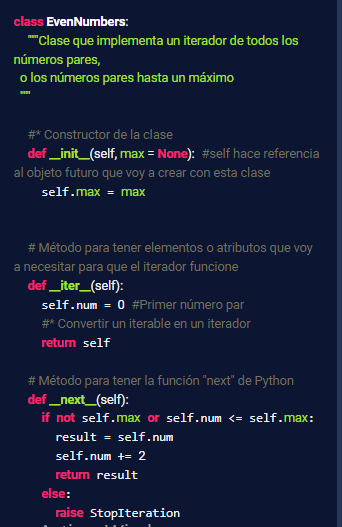 class EvenNumbers:
"""Clase que implementa un iterador de todos los
números pares,
o los números pares hasta un máximo
"""
#* Constructor de la clase
def __init__(self, max = None): #self hace referencia
al objeto futuro que voy a crear con esta clase
self.max = max
# Método para tener elementos o atributos que voy
a necesitar para que el iterador funcione
def __iter__(self):
self.num = 0 #Primer número par
#* Convertir un iterable en un iterador
return self
# Método para tener la función "next" de Python
def __next__(self):
if not self.max or self.num <= self.max:
result = self.num
self.num += 2
return result
else:
raise StopIteration